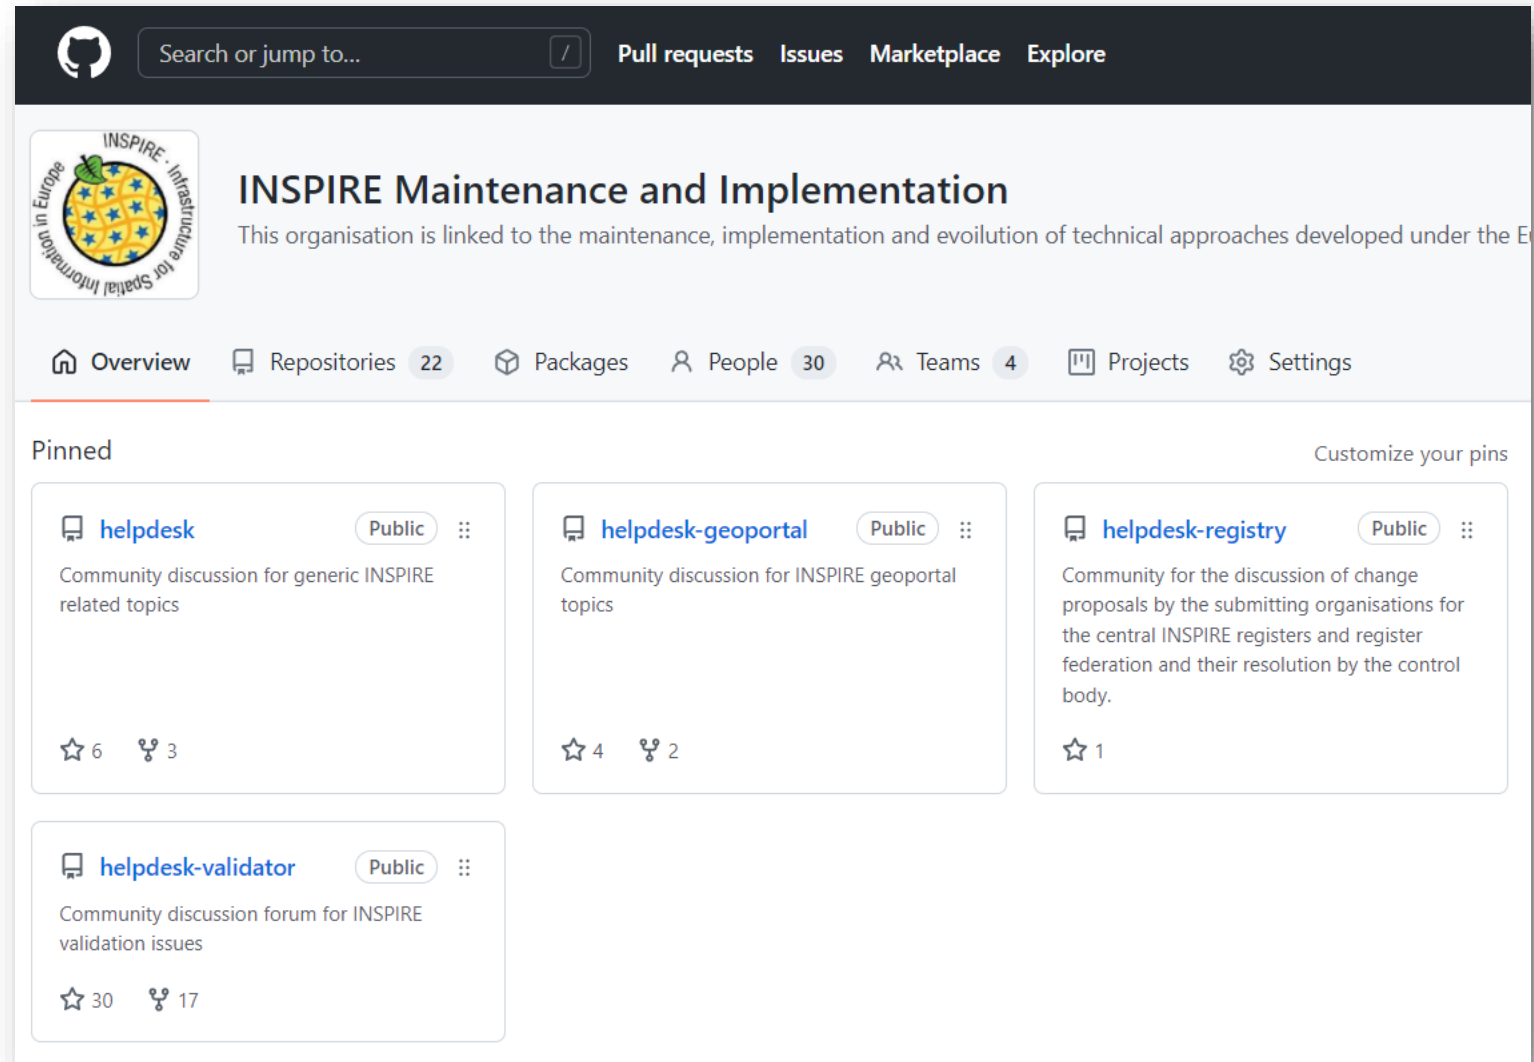 Search or jump to... /
Pull requests Issues Marketplace Explore
INSPIRE - Infrastructure for Spatial Information in Europe
INSPIRE Maintenance and Implementation
This organisation is linked to the maintenance, implementation and evoilution of technical approaches developed under the
Overview Repositories 22 Packages People 30 Teams 4 Projects Settings
Pinned
Customize your pins
helpdesk Public
Community discussion for generic INSPIRE
related topics
6 3
helpdesk-geoportal Public
Community discussion for INSPIRE geoportal
topics
4 2
helpdesk-registry Public
Community for the discussion of change
proposals by the submitting organisations for
the central INSPIRE registers and register
federation and their resolution by the control
body.
1
helpdesk-validator Public
Community discussion forum for INSPIRE
validation issues
30 17